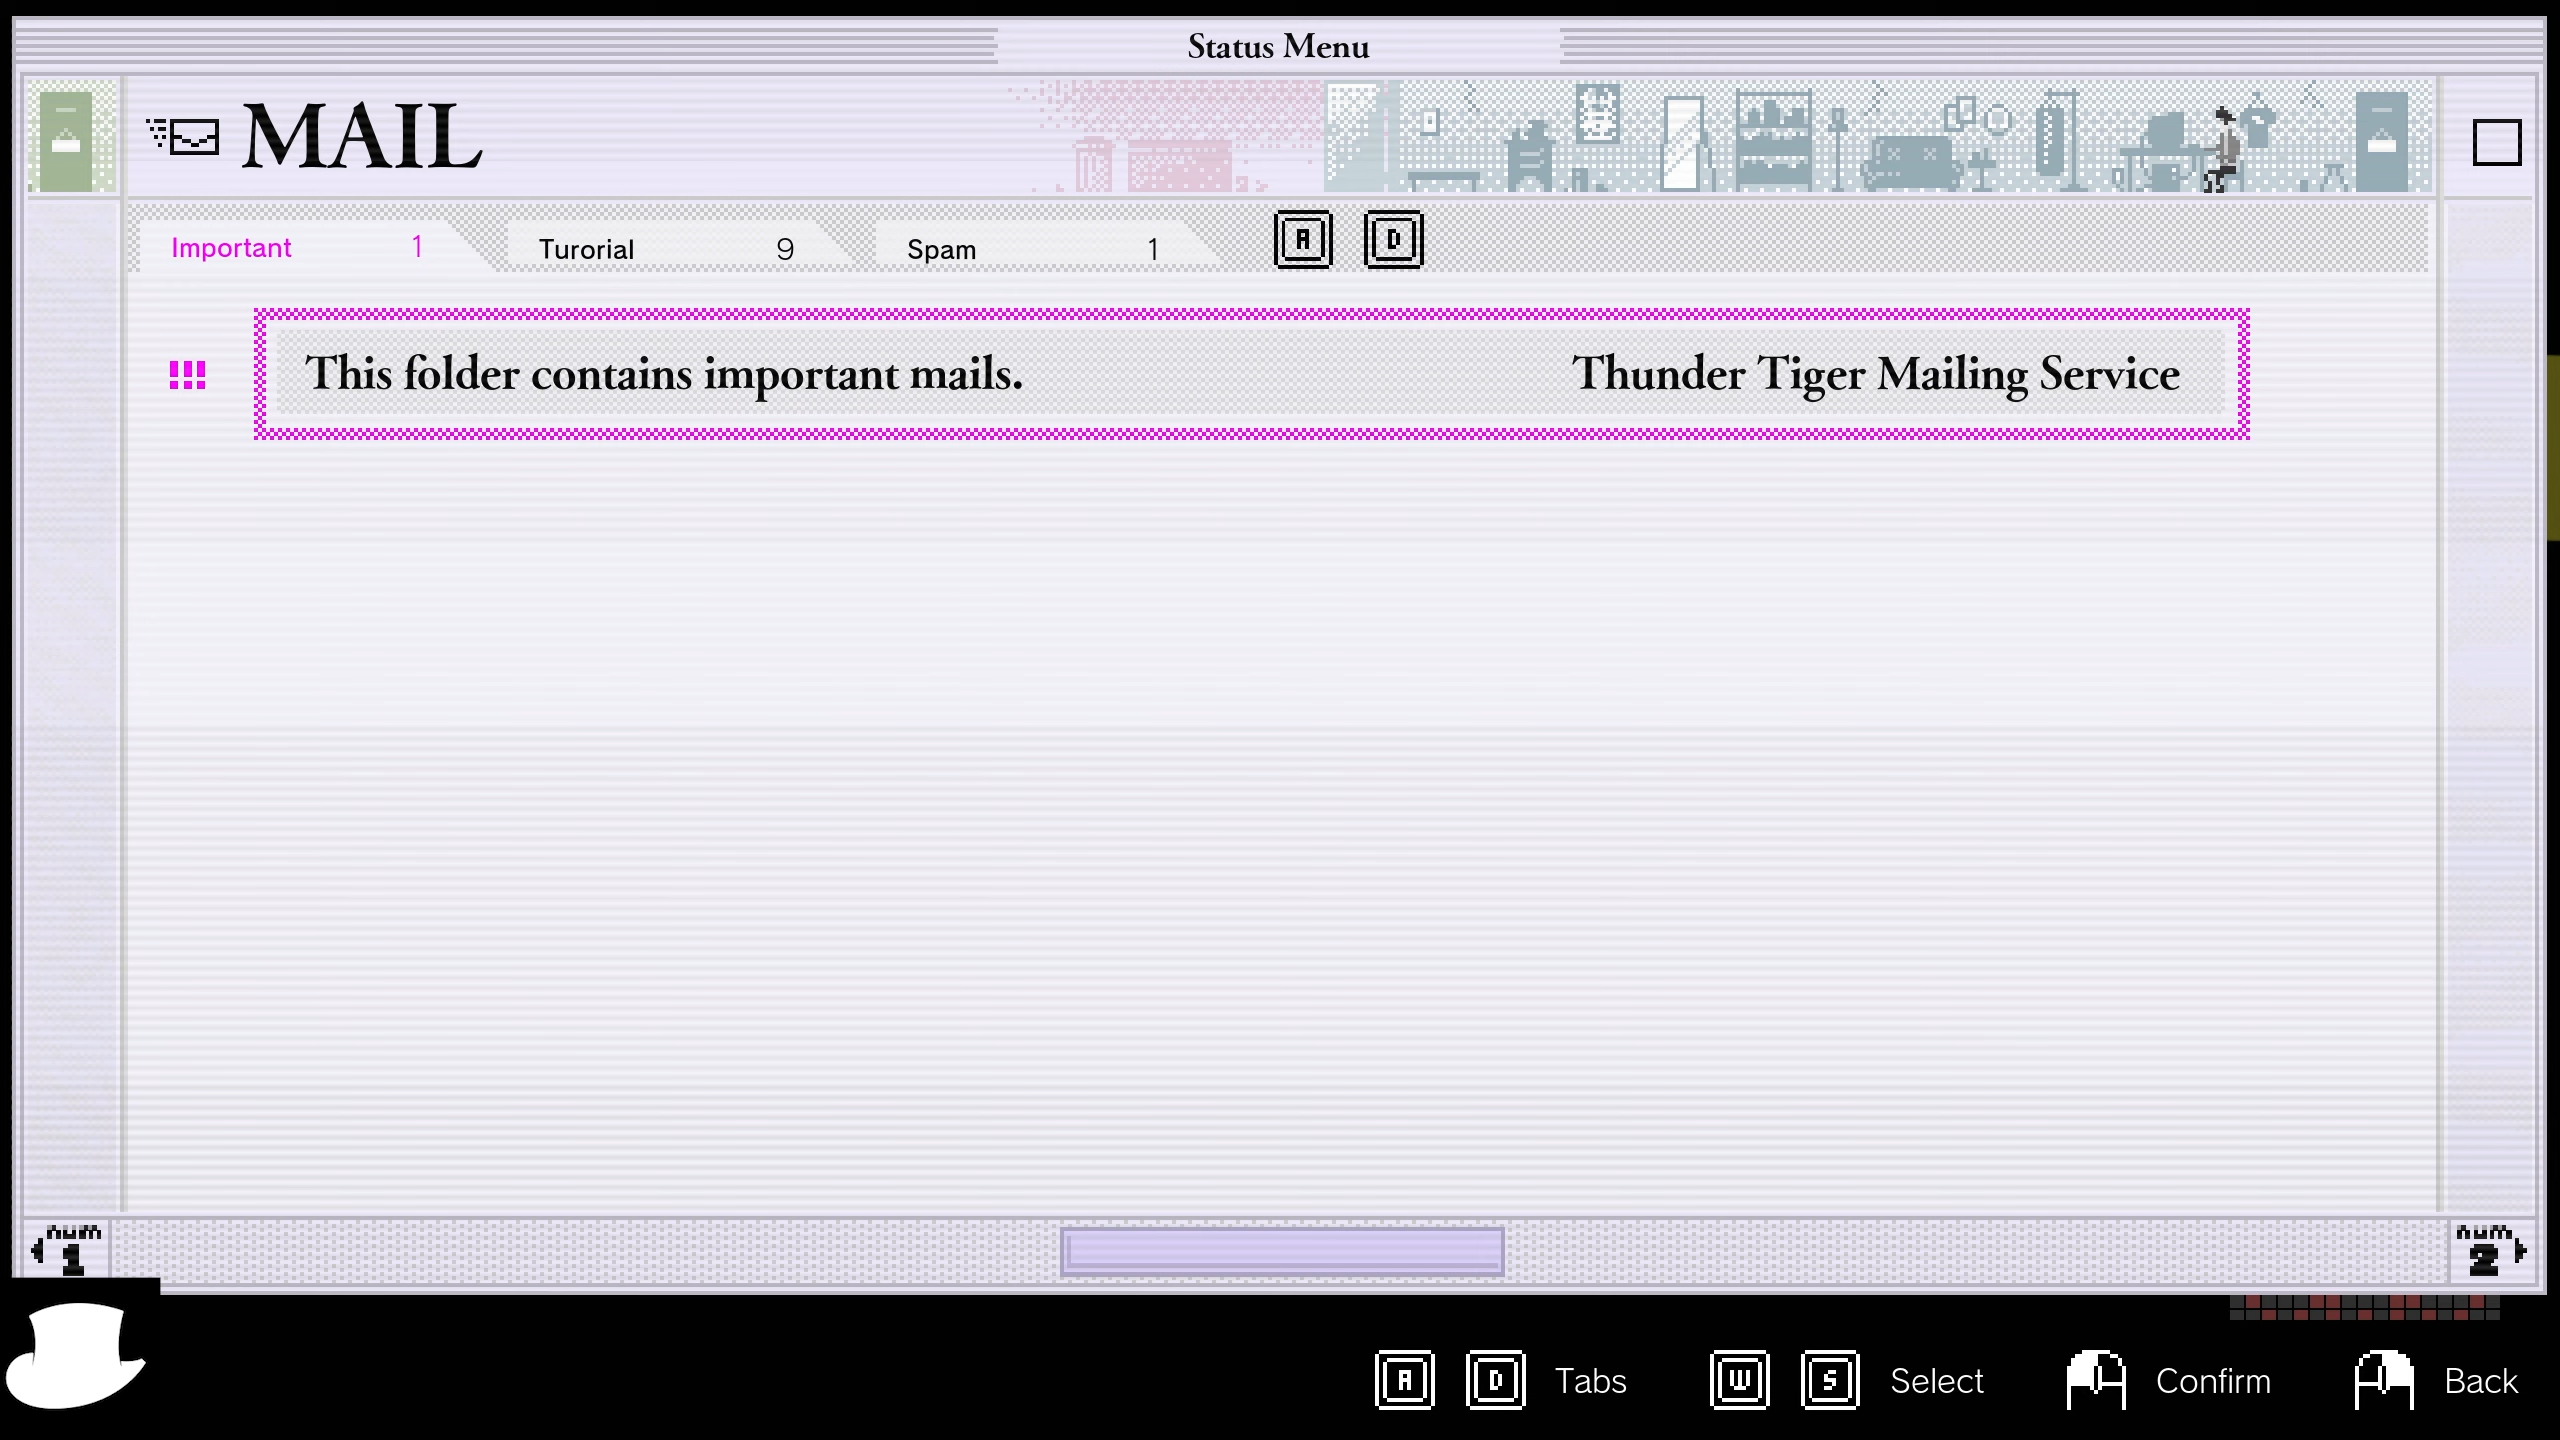 Status Menu
MAIL
Important 1
Turorial 9
Spam 1
A D
!!! This folder contains important mails. Thunder Tiger Mailing Service
num 1
num 2
A D Tabs W S Select Confirm Back